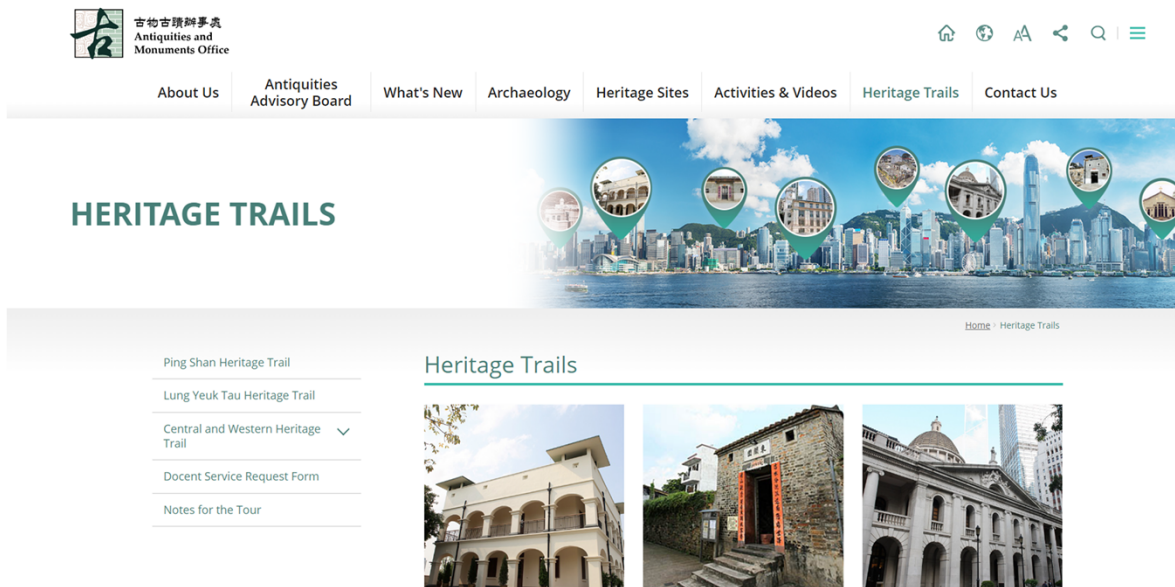 古物古蹟辦事處
Antiquities and
Monuments Office
About Us
Antiquities
Advisory Board
What's New
Archaeology
Heritage Sites
Activities & Videos
Heritage Trails
Contact Us
HERITAGE TRAILS
Home > Heritage Trails
Ping Shan Heritage Trail
Lung Yeuk Tau Heritage Trail
Central and Western Heritage
Trail
Docent Service Request Form
Notes for the Tour
Heritage Trails